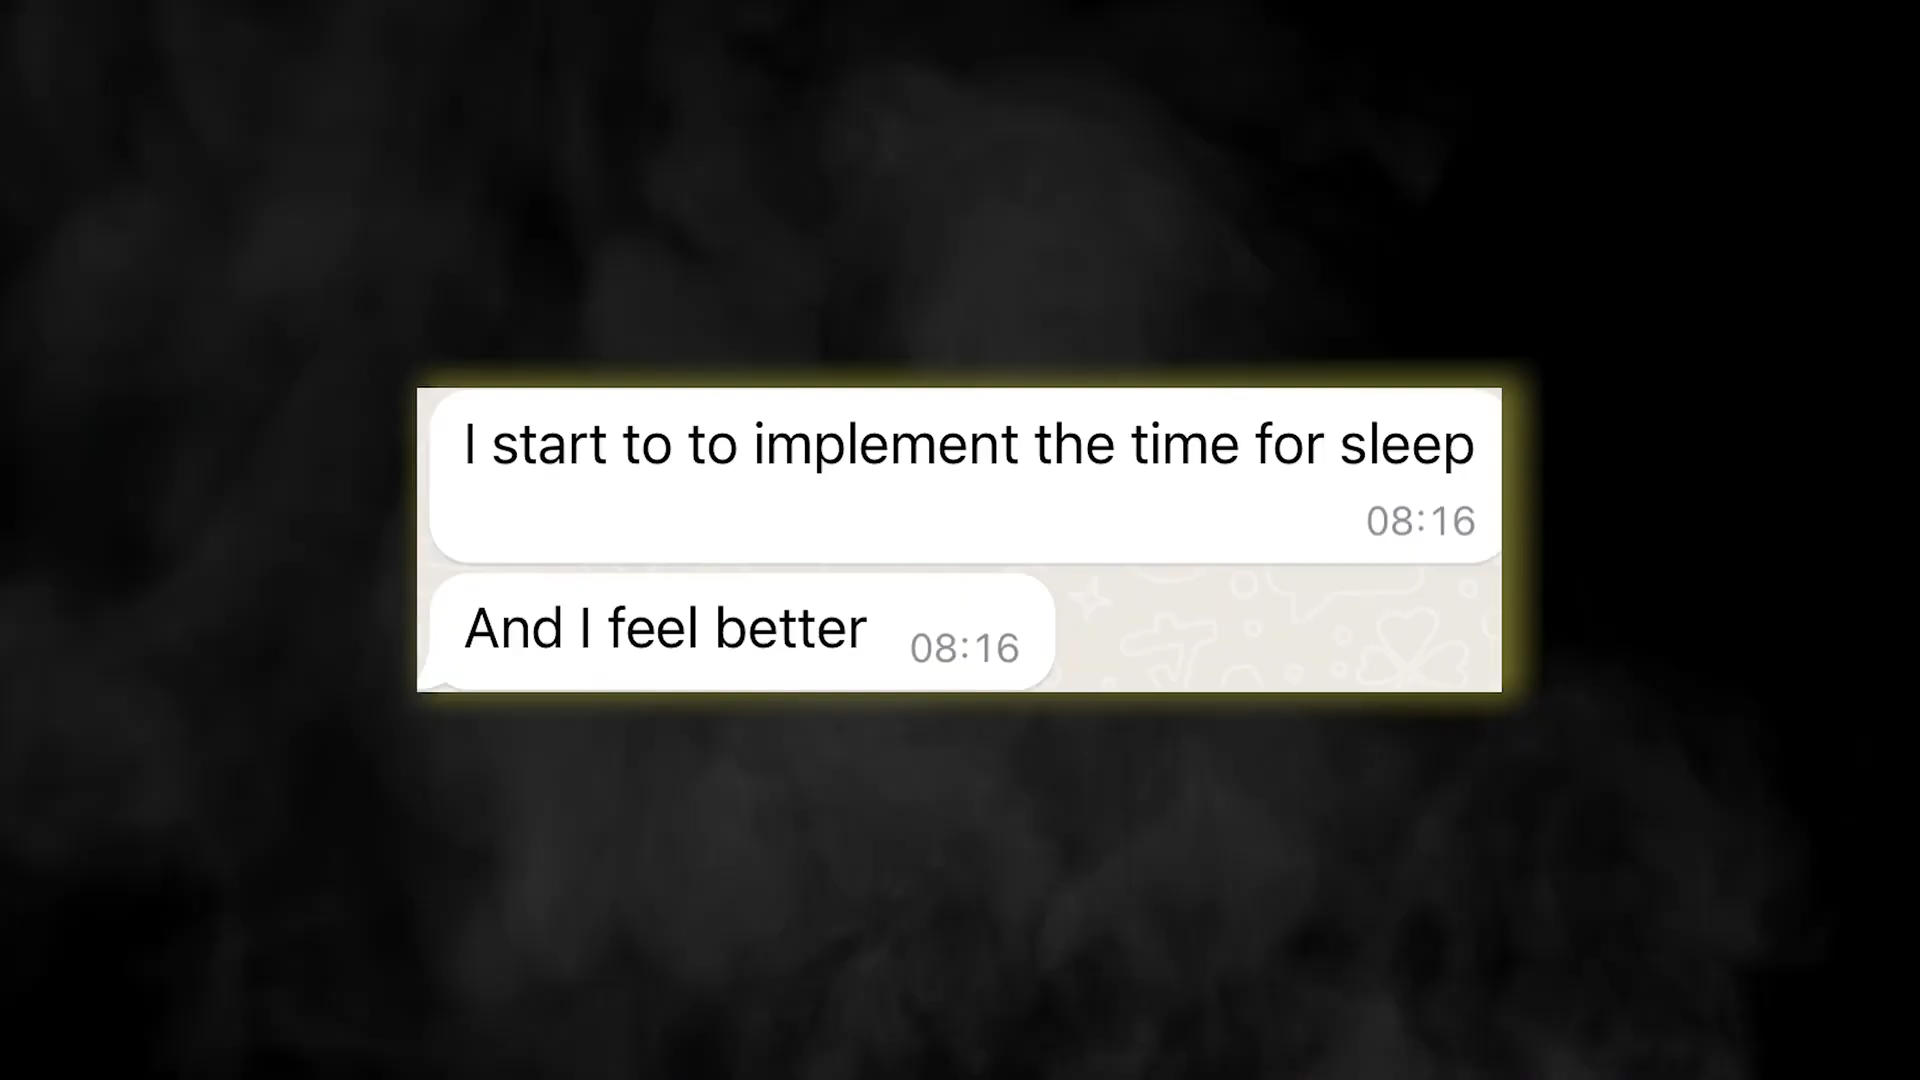 I start to to implement the time for sleep
08:16
And I feel better 08:16